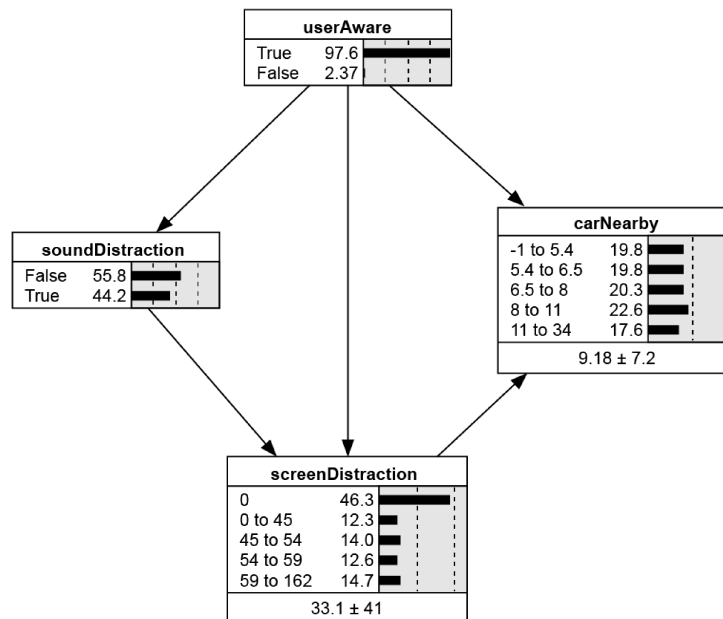 userAware
True 97.6
False 2.37
soundDistraction
False 55.8
True 44.2
carNearby
-1 to 5.4 19.8
5.4 to 6.5 19.8
6.5 to 8 20.3
8 to 11 22.6
11 to 34 17.6
9.18 ± 7.2
screenDistraction
0 46.3
0 to 45 12.3
45 to 54 14.0
54 to 59 12.6
59 to 162 14.7
33.1 ± 41